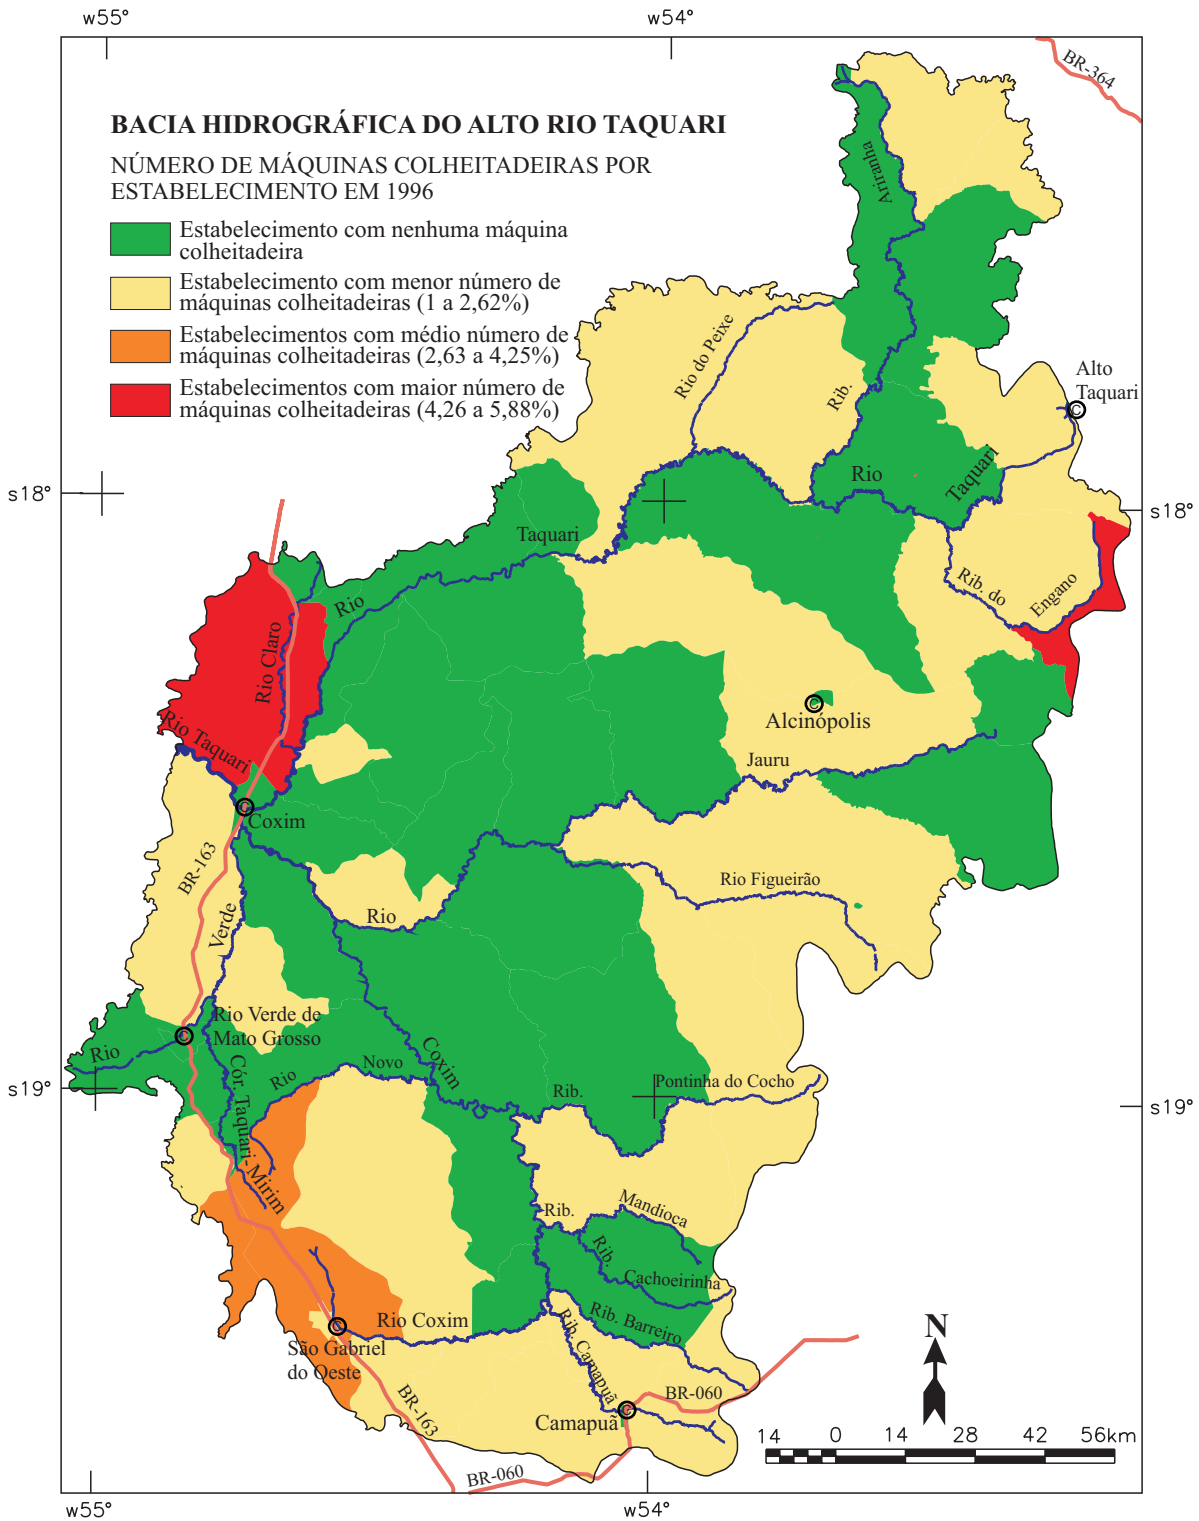 w55°
w54°
BR-364
BACIA HIDROGRÁFICA DO ALTO RIO TAQUARI
NÚMERO DE MÁQUINAS COLHEITADEIRAS POR
ESTABELECIMENTO EM 1996
Estabelecimento com nenhuma máquina
colheitadeira
Estabelecimento com menor número de
máquinas colheitadeiras (1 a 2,62%)
Estabelecimentos com médio número de
máquinas colheitadeiras (2,63 a 4,25%)
Estabelecimentos com maior número de
máquinas colheitadeiras (4,26 a 5,88%)
Ariranha
Rio do Peixe
Rib.
Alto
Taquari
Rio
Taquari
s18°
s18°
Taquari
Rio
Rib. do
Engano
Rio Claro
Rio Taquari
Alcinópolis
Jauru
Coxim
BR-163
Rio Figueirão
Rio
Verde
Rio Verde de
Mato Grosso
Rio
Cór. Taquari-Mirim
Rio
Novo
Coxim
Rib.
Pontinha do Cocho
s19°
s19°
Rib.
Mandioca
Rib.
Cachoeirinha
Rib. Barreiro
Rio Coxim
Rib. Camapuã
São Gabriel
do Oeste
BR-163
BR-060
Camapuã
BR-060
N
14 0 14 28 42 56km
w55°
w54°